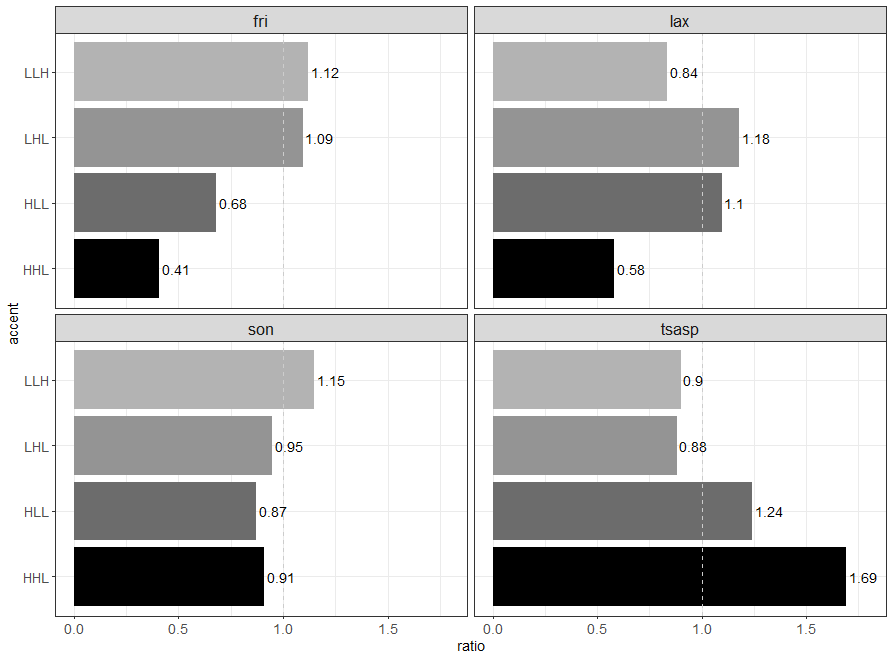 fri
lax
LLH
1.12
0.84
LHL
1.09
1.18
HLL
0.68
1.1
HHL
0.41
0.58
accent
son
tsasp
LLH
1.15
0.9
LHL
0.95
0.88
HLL
0.87
1.24
HHL
0.91
1.69
0.0 0.5 1.0 1.5
0.0 0.5 1.0 1.5
ratio